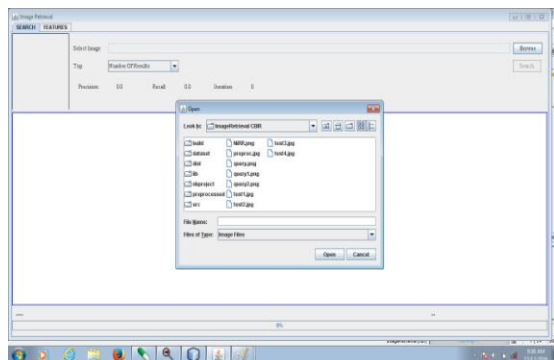 Image Retrieval
SEARCH FEATURES
Select Image
Browse
Top Number Of Results
Search
Precision 0.0 Recall 0.0 Iteration 0
Open
Look In: ImageRetrieval CBIR
build
dataset
dist
lib
nbproject
preprocessed
src
NIRR.png
preproc.jpg
query.png
query1.png
query2.png
test1.jpg
test2.jpg
test3.jpg
test4.jpg
File Name:
Files of Type: Image Files
Open Cancel
---
--
0%